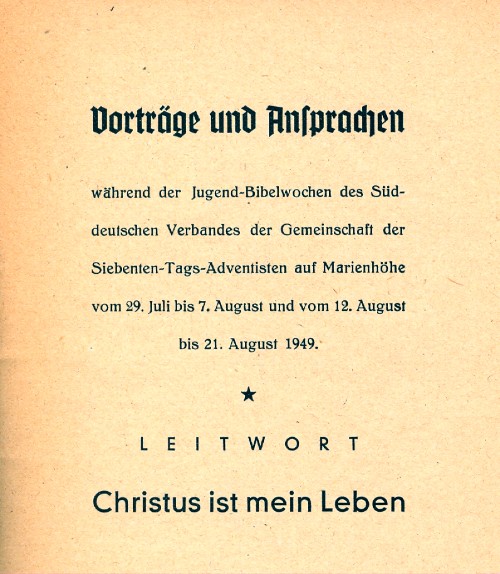 Vorträge und Ansprachen
während der Jugend-Bibelwochen des Süd-
deutschen Verbandes der Gemeinschaft der
Siebenten-Tags-Adventisten auf Marienhöhe
vom 29. Juli bis 7. August und vom 12. August
bis 21. August 1949.
★
LEITWORT
Christus ist mein Leben